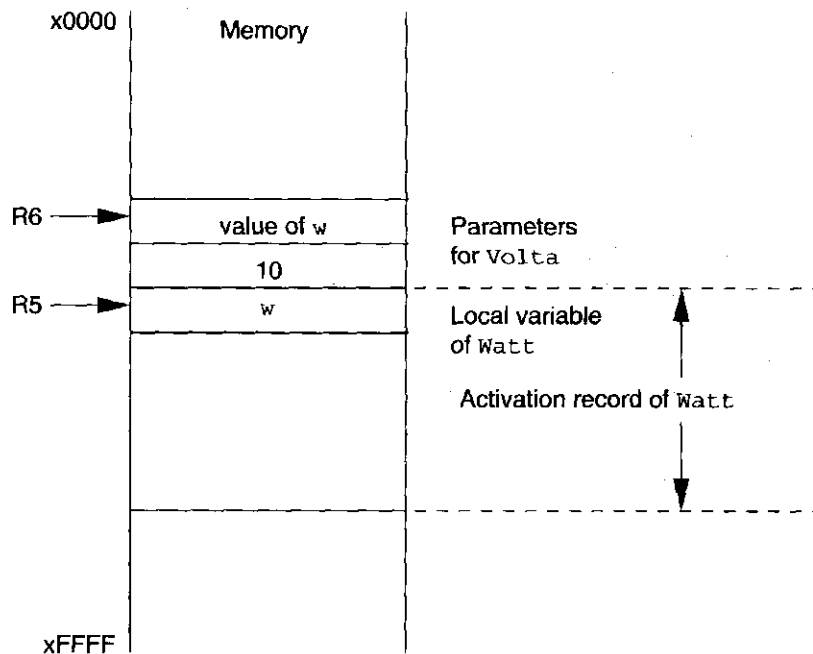 x0000
Memory
R6
value of w
Parameters
for Volta
10
R5
w
Local variable
of Watt
Activation record of Watt
xFFFF